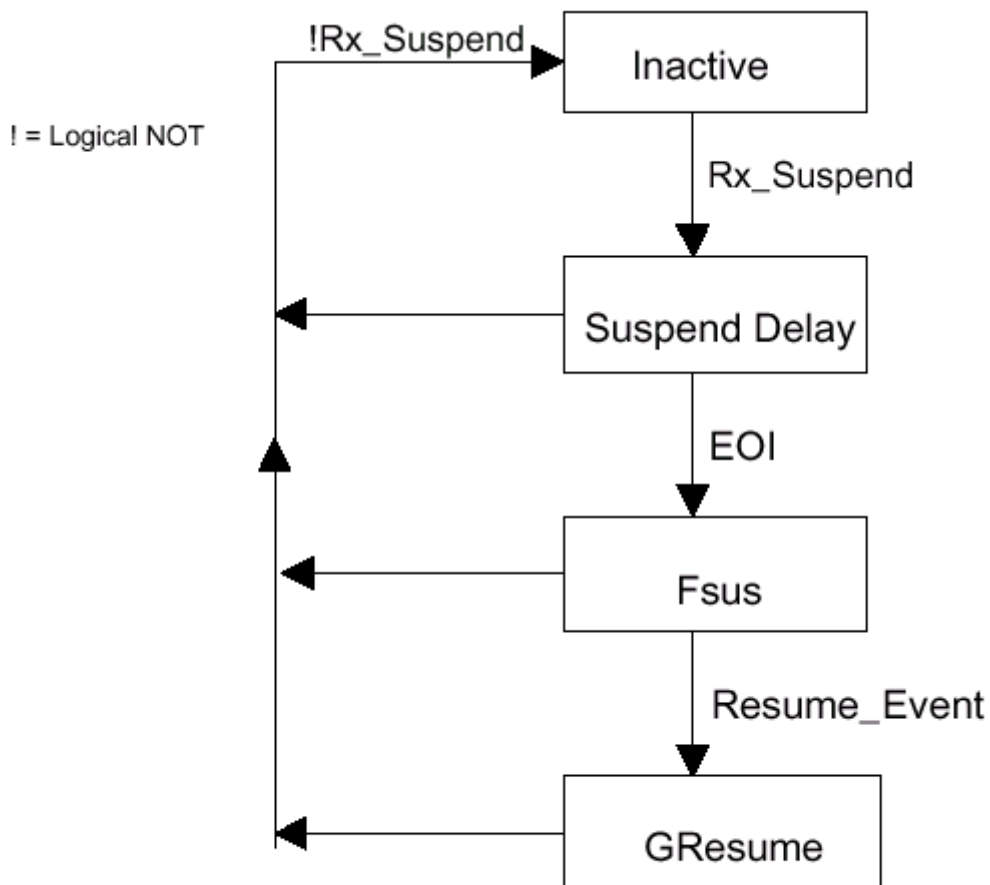 !Rx_Suspend
Inactive
! = Logical NOT
Rx_Suspend
Suspend Delay
EOI
Fsus
Resume_Event
GResume